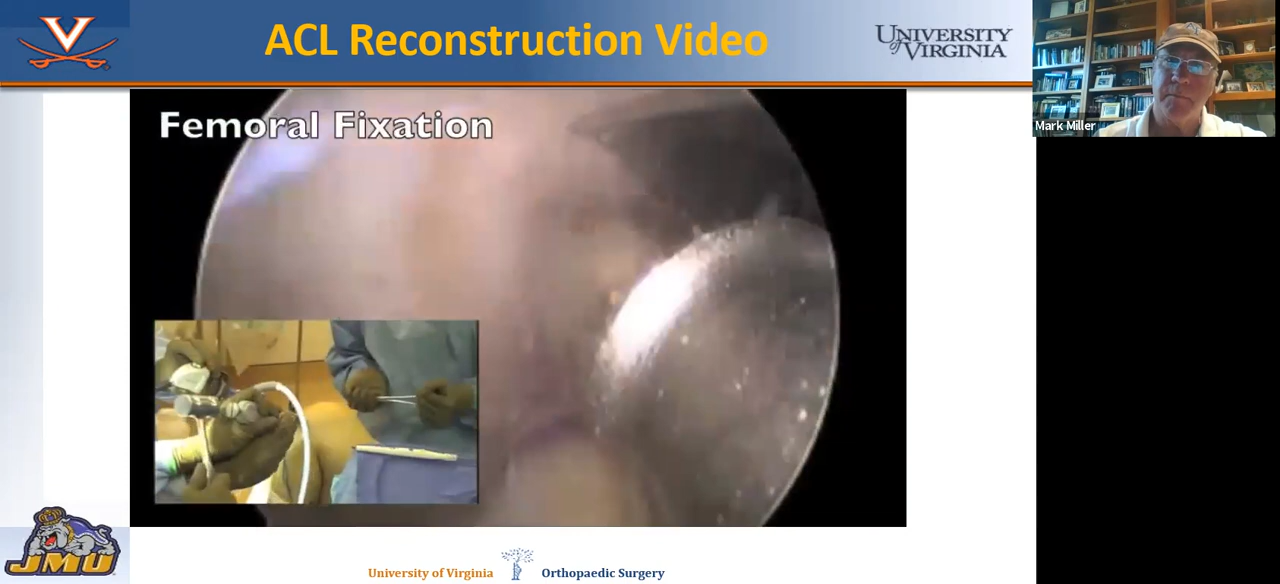 ACL Reconstruction Video
UNIVERSITY
of VIRGINIA
Mark Miller
Femoral Fixation
JMU
University of Virginia Orthopaedic Surgery